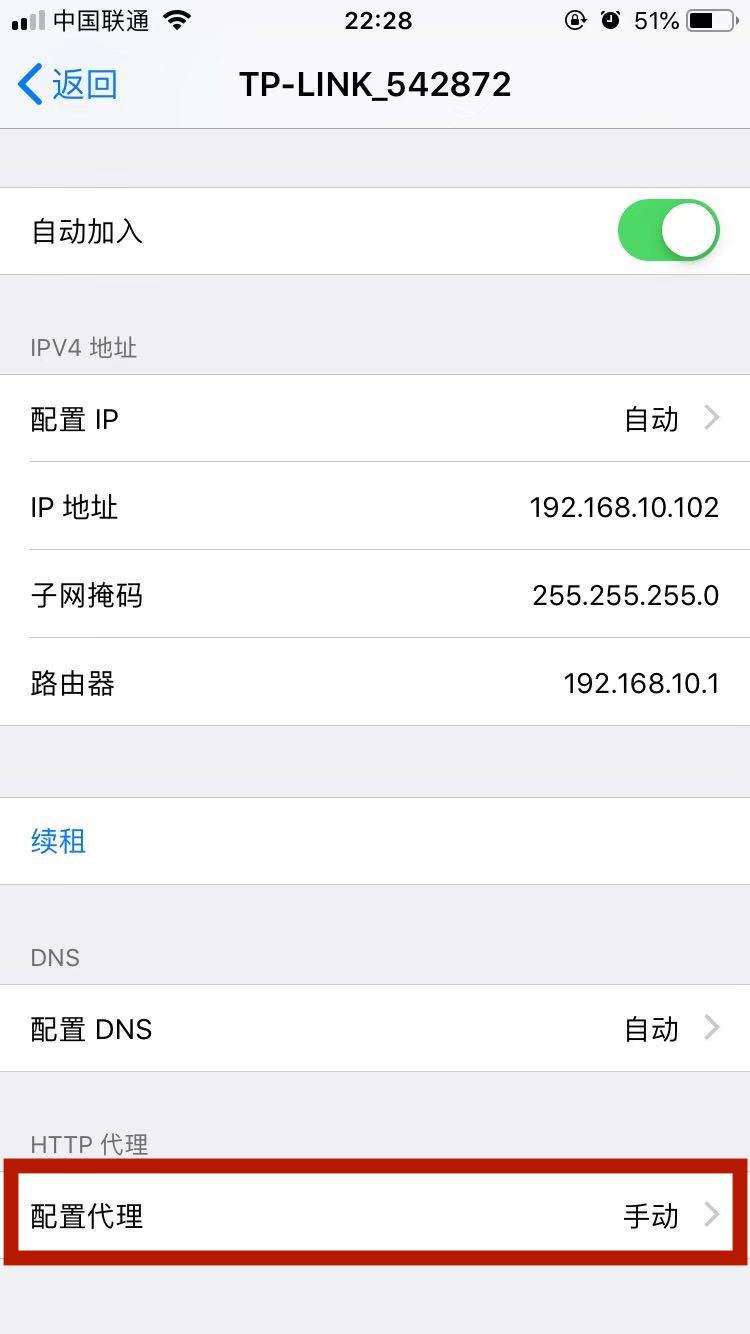 中国联通 22:28 51%
返回 TP-LINK_542872
自动加入
IPV4 地址
配置 IP 自动
IP 地址 192.168.10.102
子网掩码 255.255.255.0
路由器 192.168.10.1
续租
DNS
配置 DNS 自动
HTTP 代理
配置代理 手动